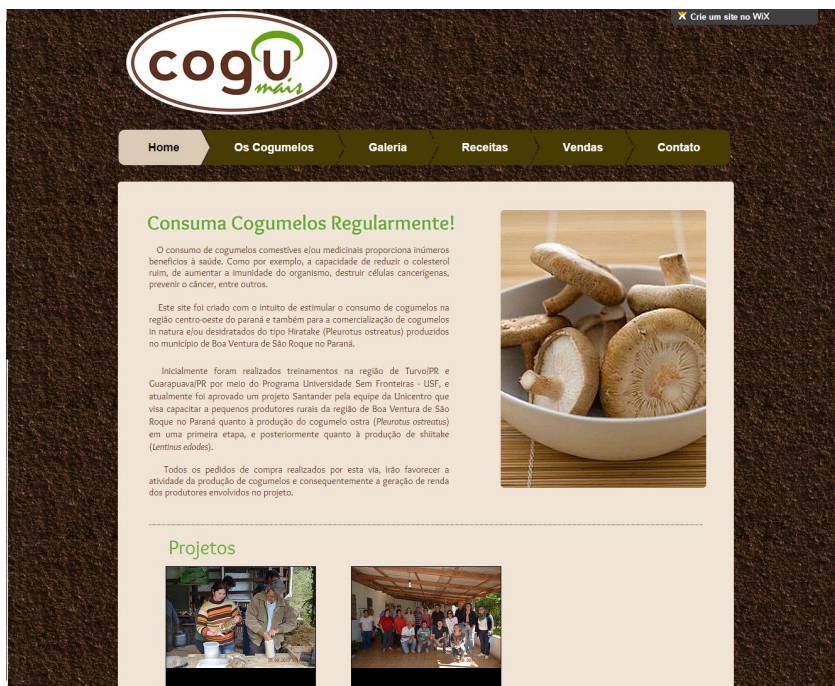 Crie um site no WiX
cogu
mais
Home Os Cogumelos Galeria Receitas Vendas Contato
Consuma Cogumelos Regularmente!
O consumo de cogumelos comestíves e/ou medicinais proporciona inúmeros
beneficios à saúde. Como por exemplo, a capacidade de reduzir o colesterol
ruim, de aumentar a imunidade do organismo, destruir células cancerígenas,
prevenir o câncer, entre outros.
Este site foi criado com o intuito de estimular o consumo de cogumelos na
região centro-oeste do paraná e também para a comercialização de cogumelos
in natura e/ou desidratados do tipo Hiratake (Pleurotus ostreatus) produzidos
no município de Boa Ventura de São Roque no Paraná.
Inicialmente foram realizados treinamentos na região de Turvo/PR e
Guarapuava/PR por meio do Programa Universidade Sem Fronteiras - USF, e
atualmente foi aprovado um projeto Santander pela equipe da Unicentro que
visa capacitar a pequenos produtores rurais da região de Boa Ventura de São
Roque no Paraná quanto à produção do cogumelo ostra (Pleurotus ostreatus)
em uma primeira etapa, e posteriormente quanto à produção de shiitake
(Lentinus edodes).
Todos os pedidos de compra realizados por esta via, irão favorecer a
atividade da produção de cogumelos e consequentemente a geração de renda
dos produtores envolvidos no projeto.
Projetos